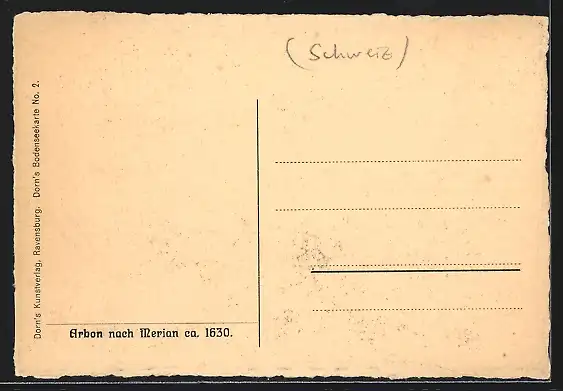 (Schweiz)
Dorn's Kunstverlag, Ravensburg. Dorn's Bodenseekarte No. 2.
Arbon nach Merian ca. 1630.